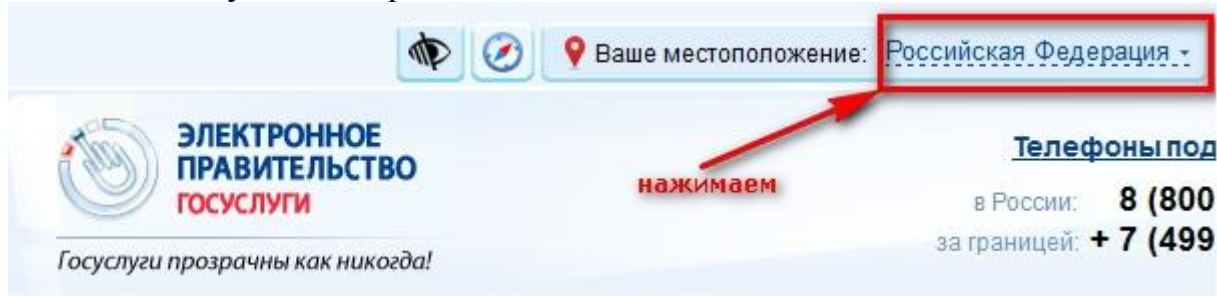 Ваше местоположение: Российская Федерация
ЭЛЕКТРОННОЕ
ПРАВИТЕЛЬСТВО
ГОСУСЛУГИ
Госуслуги прозрачны как никогда!
нажимаем
Телефоны под
в России: 8 (800
за границей: + 7 (499